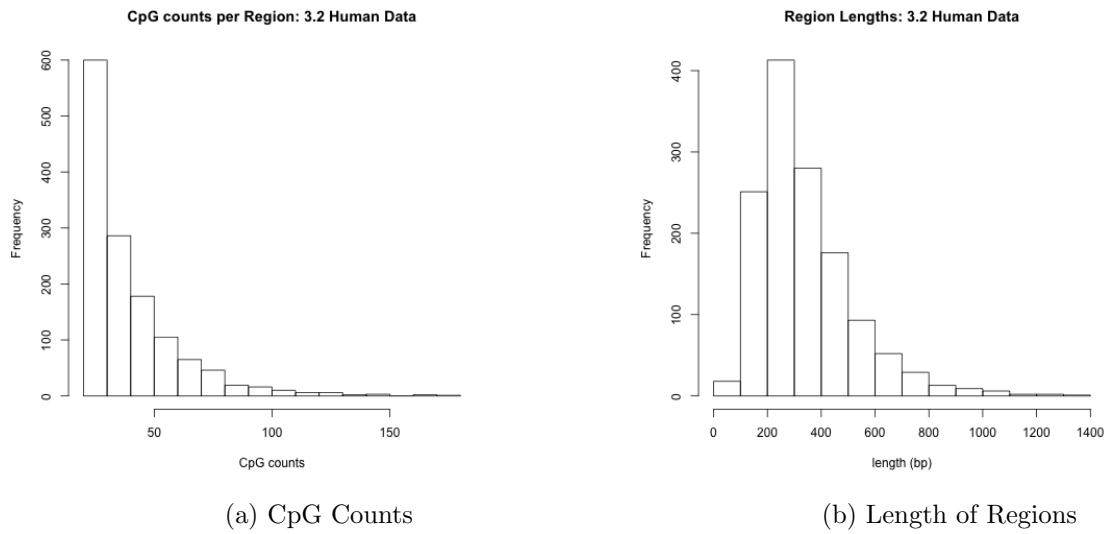 CpG counts per Region: 3.2 Human Data
Frequency
600
500
400
300
200
100
0
50
100
150
CpG counts
(a) CpG Counts
Region Lengths: 3.2 Human Data
Frequency
400
300
200
100
0
0 200 400 600 800 1000 1200 1400
length (bp)
(b) Length of Regions